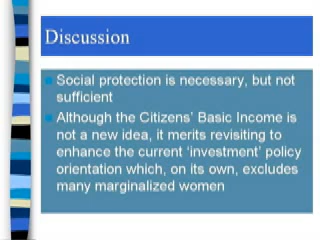 Discussion
Social protection is necessary, but not
sufficient
Although the Citizens' Basic Income is
not a new idea, it merits revisiting to
enhance the current 'investment' policy
orientation which, on its own, excludes
many marginalized women